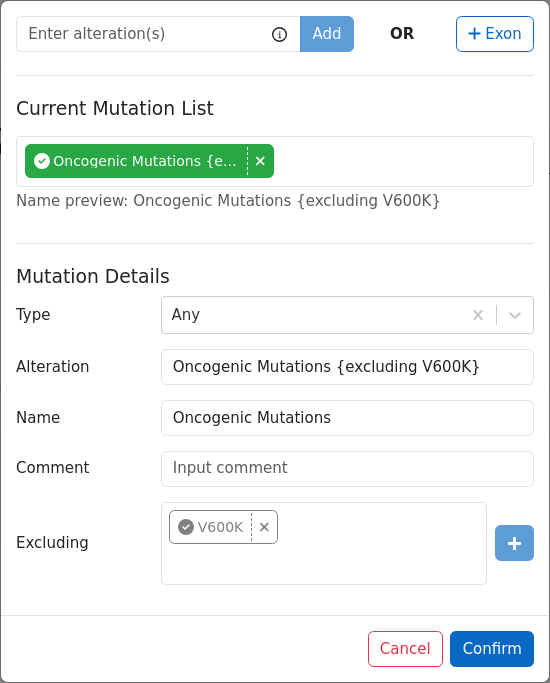 Enter alteration(s) Add OR + Exon
Current Mutation List
Oncogenic Mutations {e...
Name preview: Oncogenic Mutations {excluding V600K}
Mutation Details
Type Any
Alteration Oncogenic Mutations {excluding V600K}
Name Oncogenic Mutations
Comment Input comment
V600K
Excluding
Cancel Confirm